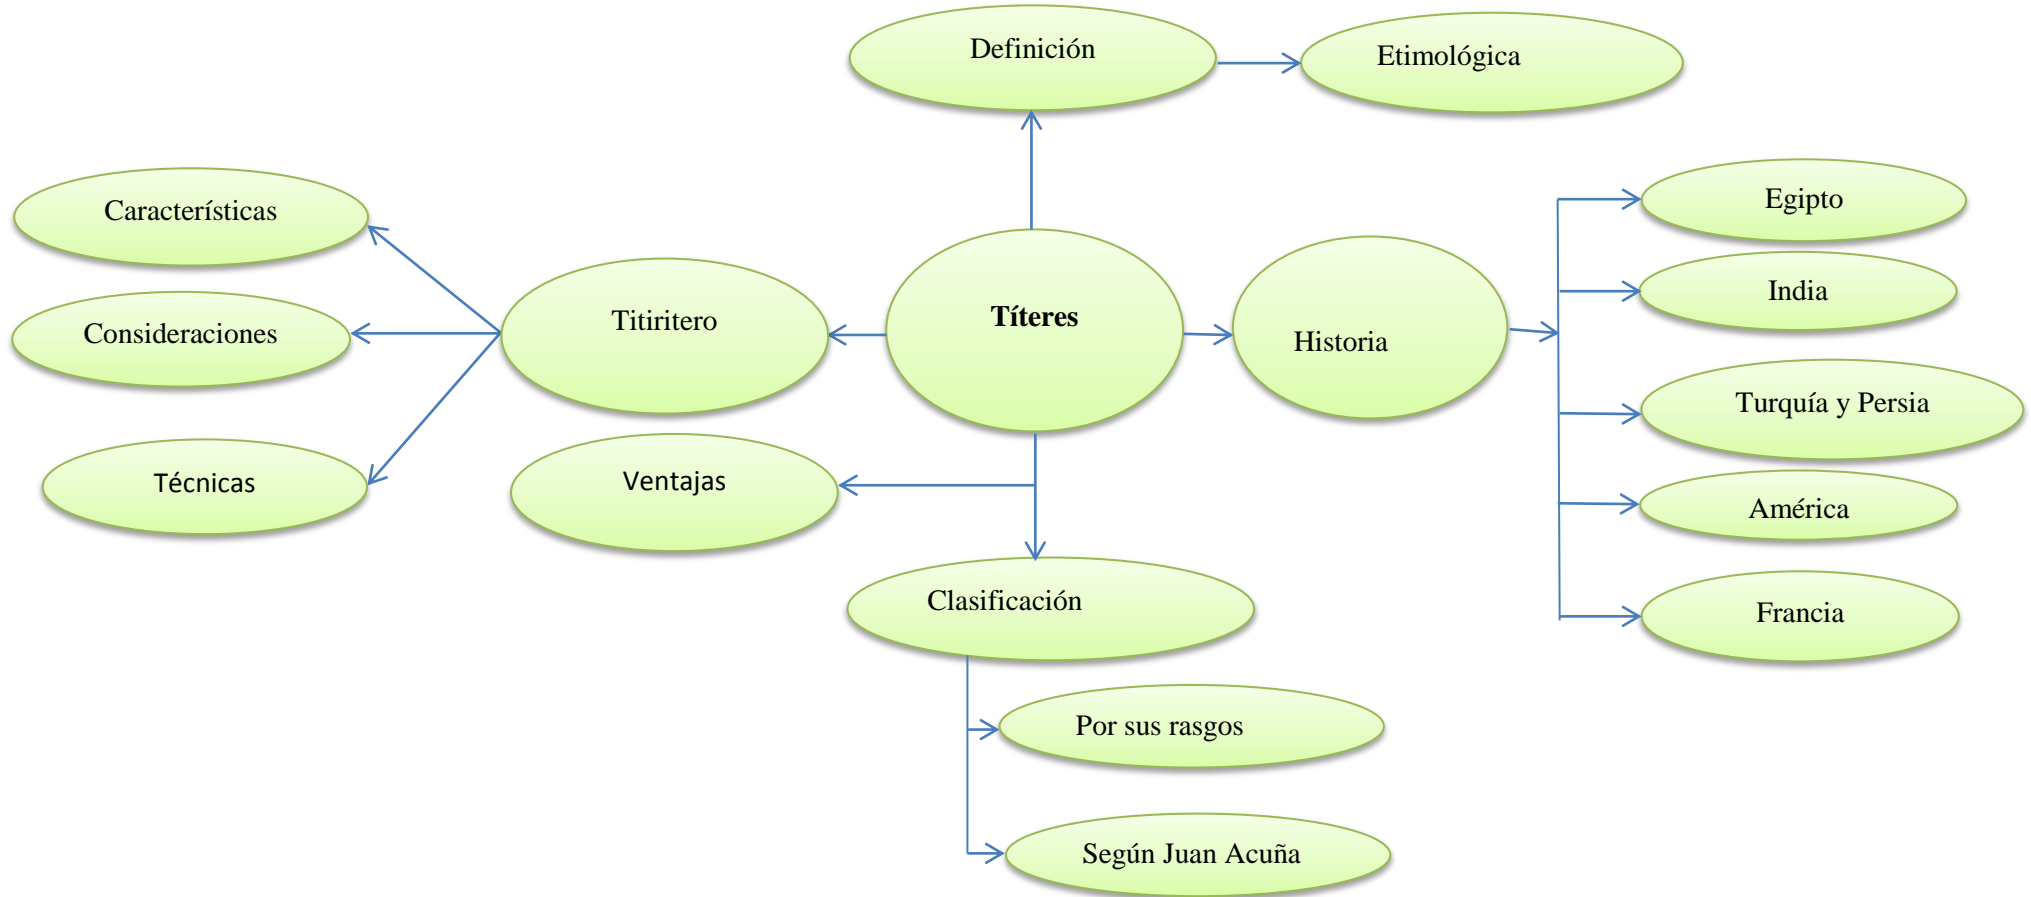 Definición
Etimológica
Características
Egipto
India
Titiritero
Títeres
Consideraciones
Historia
Turquía y Persia
Técnicas
Ventajas
América
Clasificación
Francia
Por sus rasgos
Según Juan Acuña